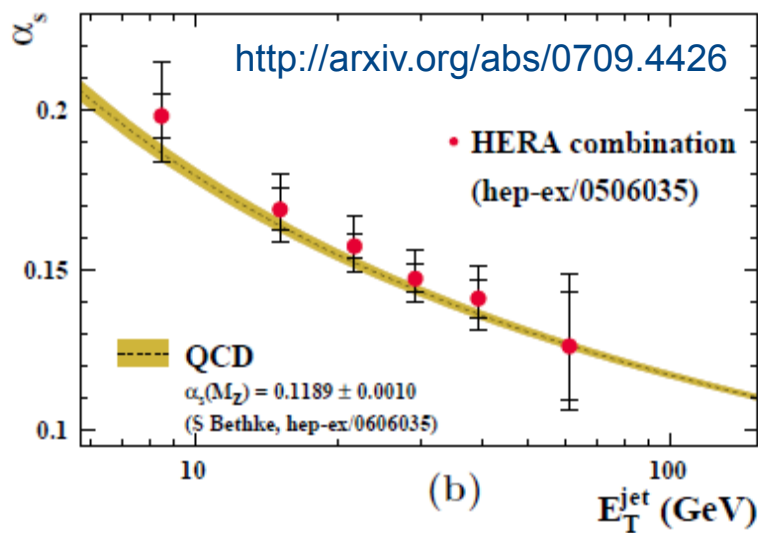 αs
http://arxiv.org/abs/0709.4426
0.2
HERA combination
(hep-ex/0506035)
0.15
QCD
αs(MZ) = 0.1189 ± 0.0010
(S Bethke, hep-ex/0606035)
0.1
10
100
(b)
E_T^jet (GeV)